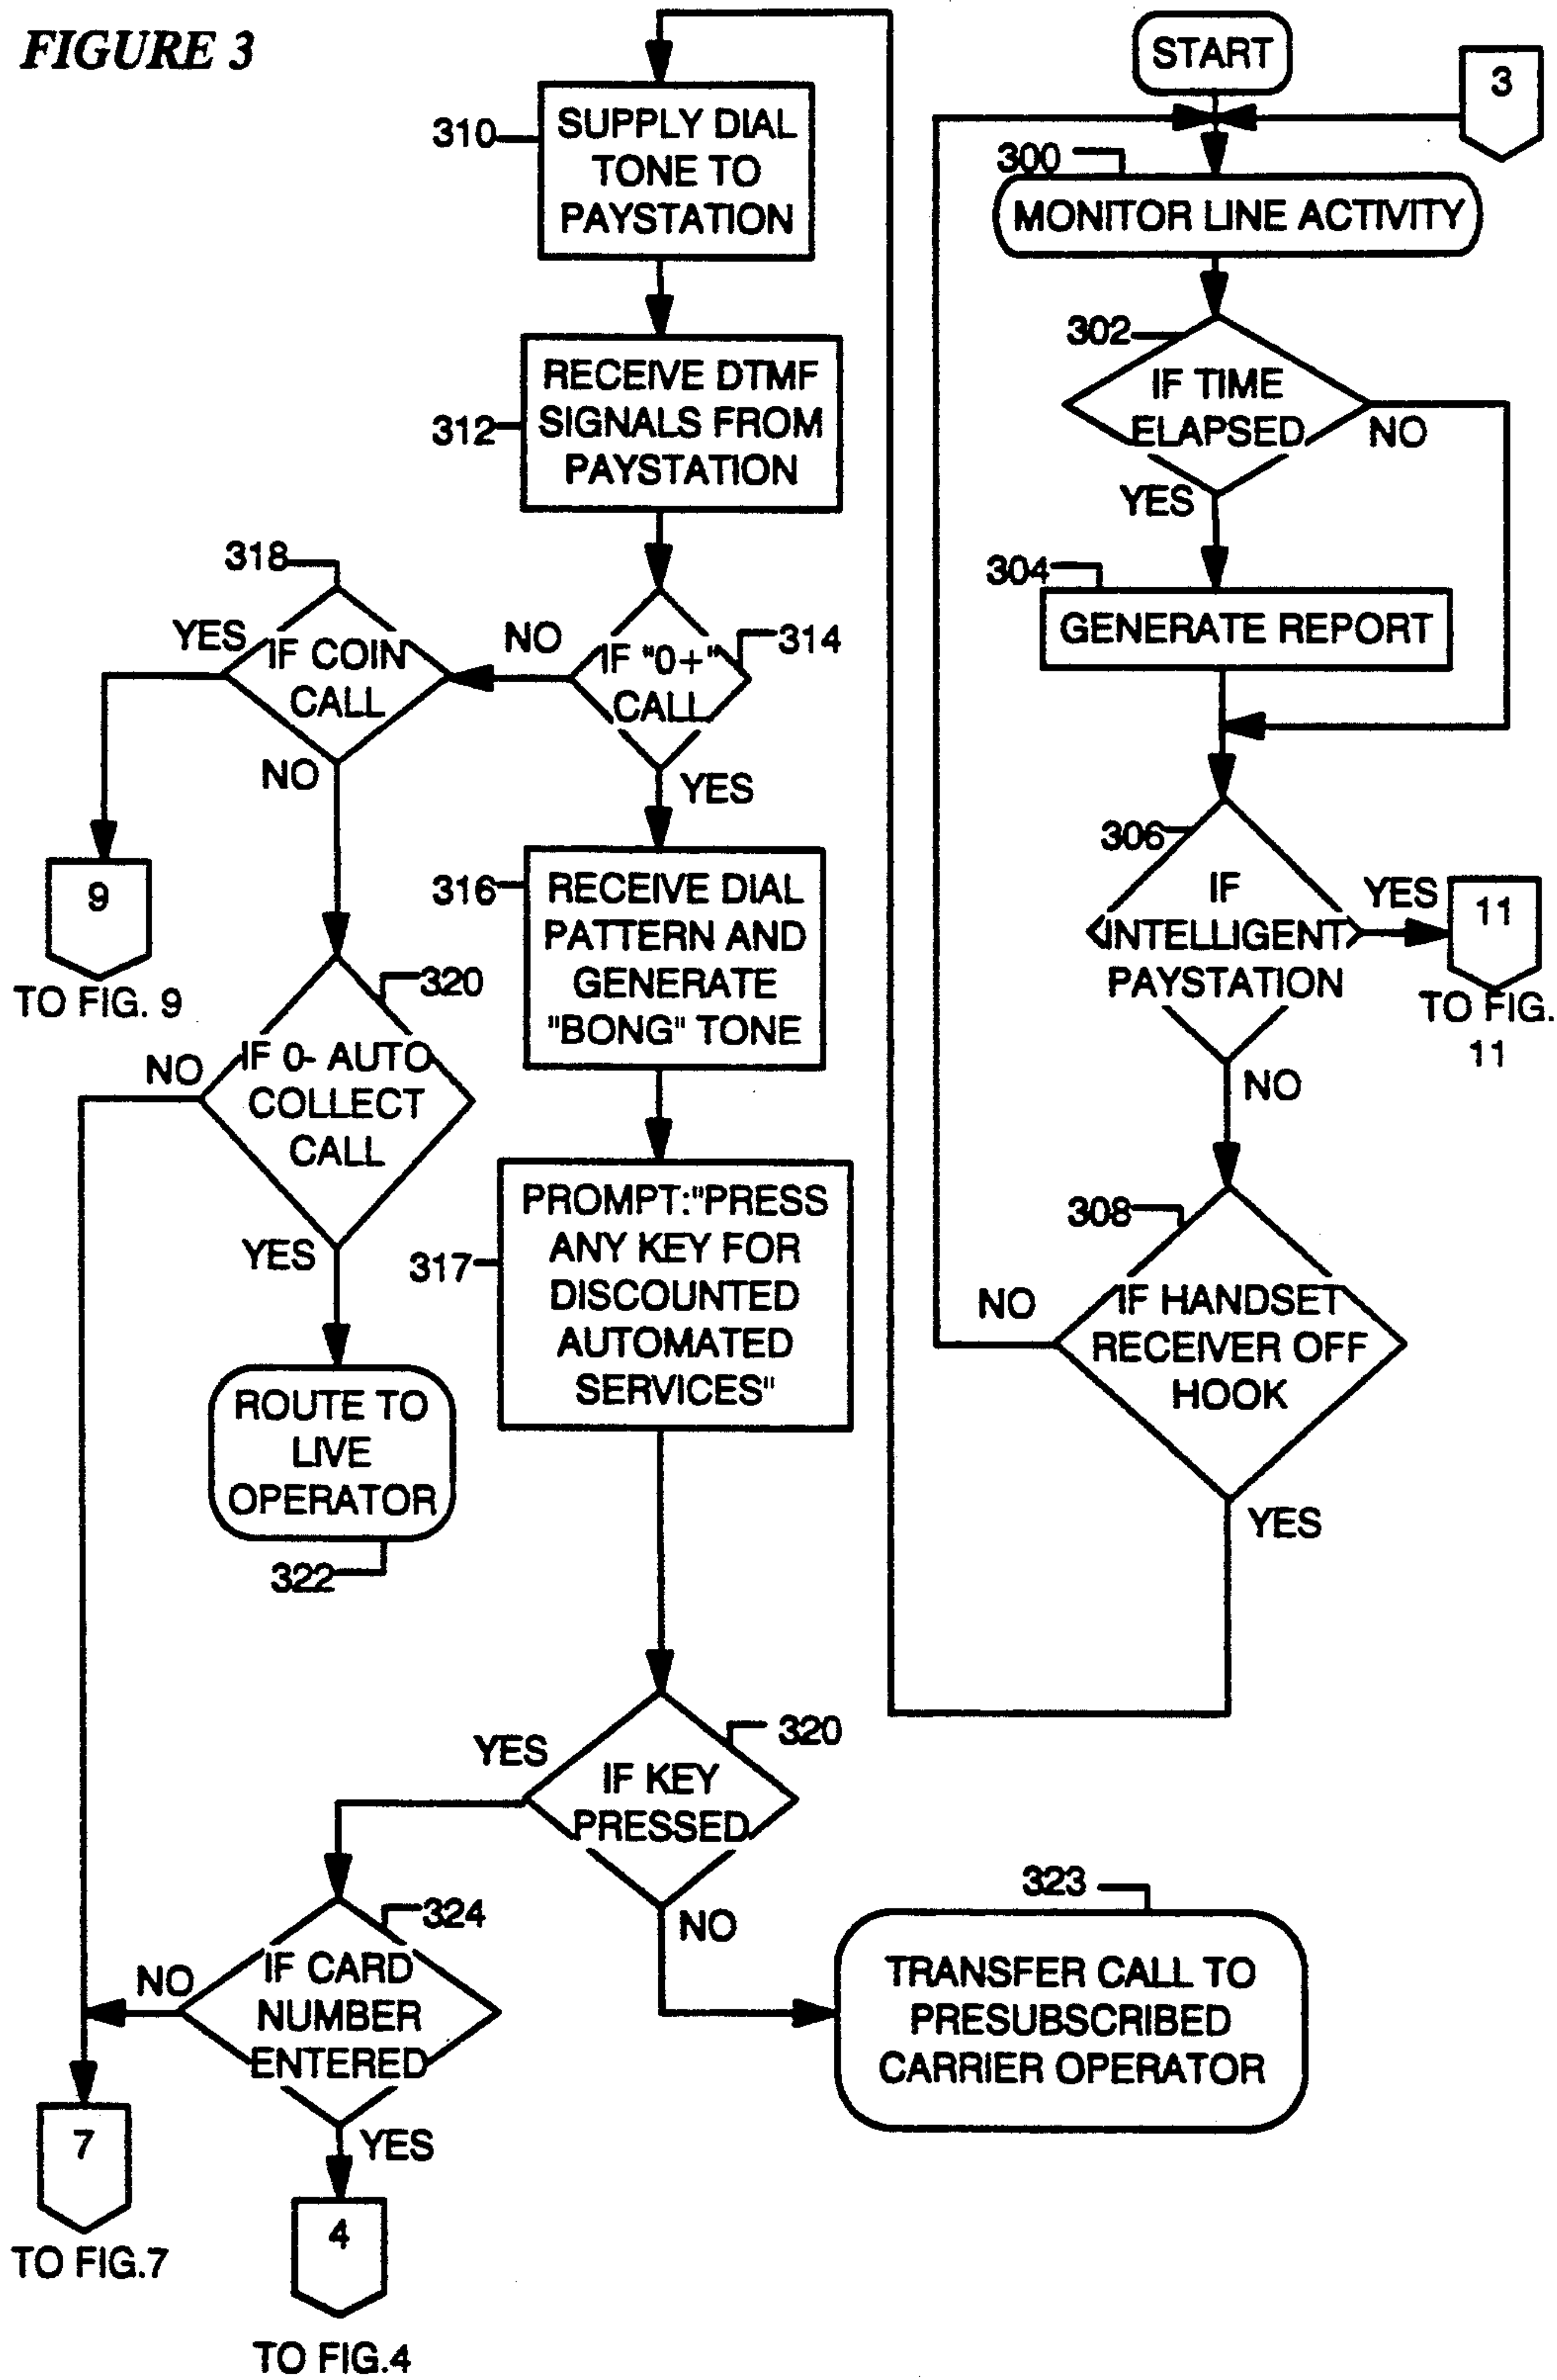 FIGURE 3
START
3
300
MONITOR LINE ACTIVITY
302
IF TIME
ELAPSED
NO
YES
304
GENERATE REPORT
306
IF
INTELLIGENT
PAYSTATION
YES
11
TO FIG.
11
NO
308
IF HANDSET
RECEIVER OFF
HOOK
NO
YES
310
SUPPLY DIAL
TONE TO
PAYSTATION
312
RECEIVE DTMF
SIGNALS FROM
PAYSTATION
314
IF "0+"
CALL
NO
YES
318
IF COIN
CALL
YES
NO
9
TO FIG. 9
316
RECEIVE DIAL
PATTERN AND
GENERATE
"BONG" TONE
320
IF 0- AUTO
COLLECT
CALL
NO
YES
317
PROMPT:"PRESS
ANY KEY FOR
DISCOUNTED
AUTOMATED
SERVICES"
ROUTE TO
LIVE
OPERATOR
322
320
IF KEY
PRESSED
YES
NO
323
TRANSFER CALL TO
PRESUBSCRIBED
CARRIER OPERATOR
324
IF CARD
NUMBER
ENTERED
NO
YES
7
TO FIG.7
4
TO FIG.4